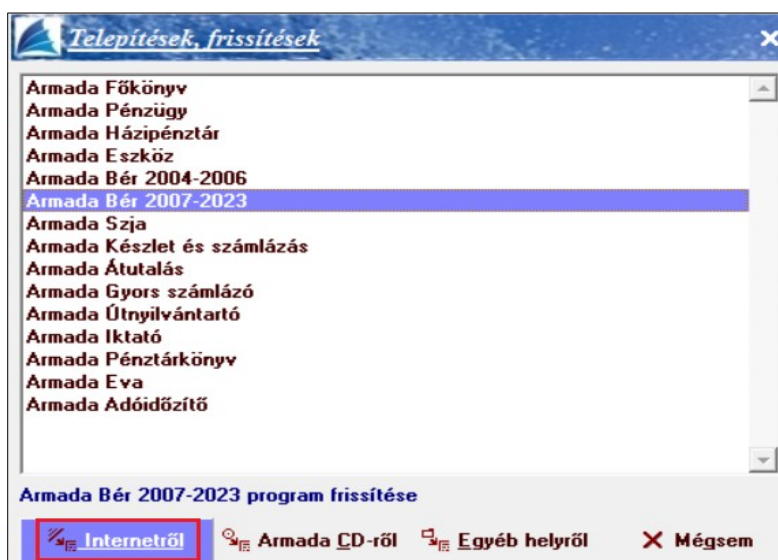 Telepítések, frissítések
Armada Főkönyv
Armada Pénzügy
Armada Házipénztár
Armada Eszköz
Armada Bér 2004-2006
Armada Bér 2007-2023
Armada Szja
Armada Készlet és számlázás
Armada Átutalás
Armada Gyors számlázó
Armada Útnyilvántartó
Armada Iktató
Armada Pénztárkönyv
Armada Eva
Armada Adóidőzítő
Armada Bér 2007-2023 program frissítése
Internetről Armada CD-ről Egyéb helyről Mégsem